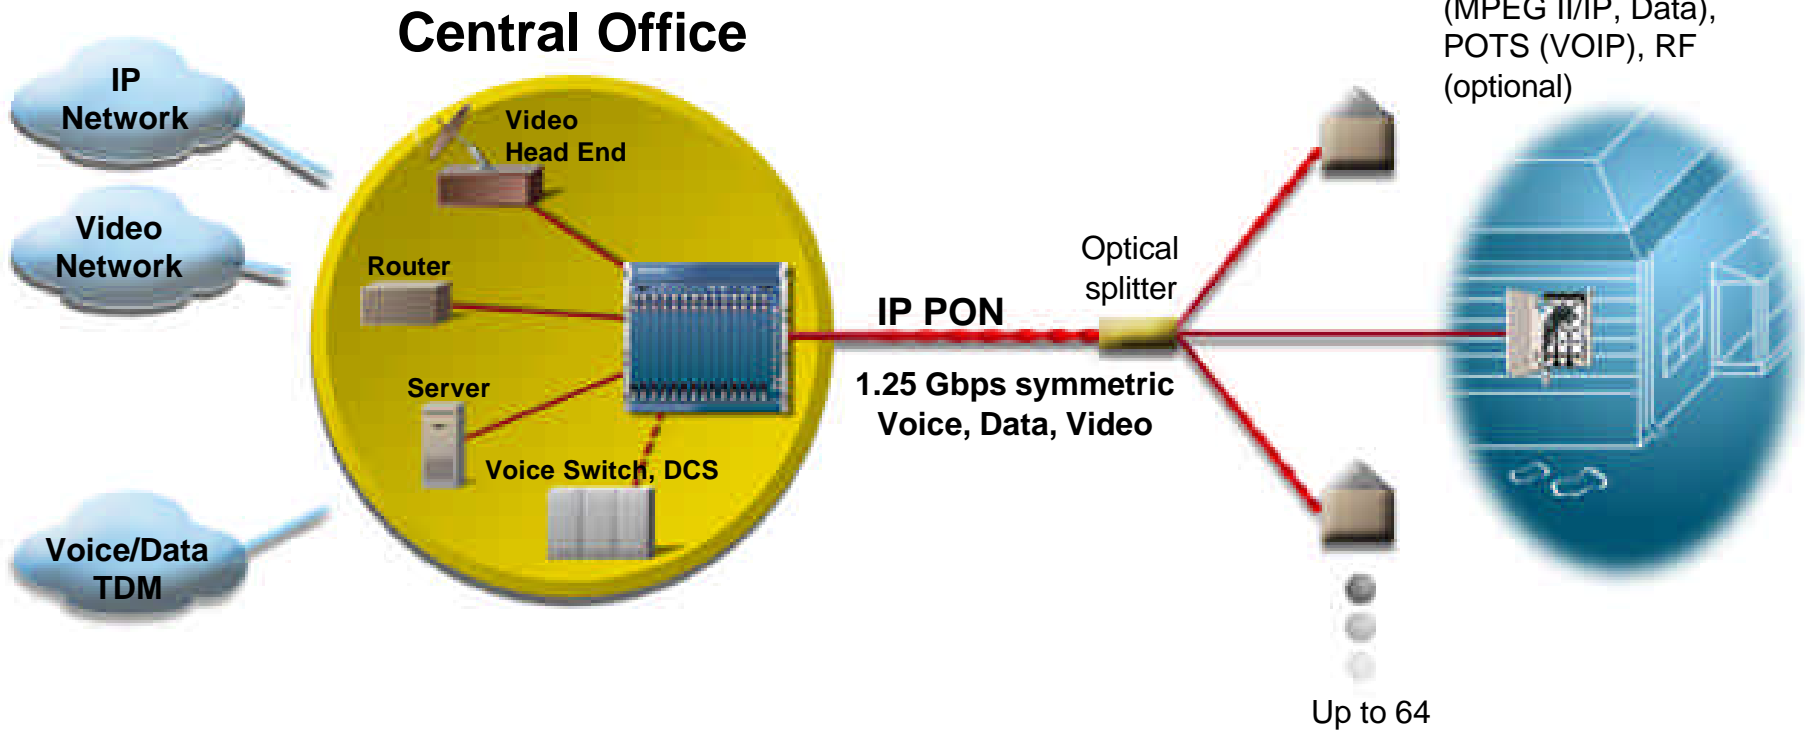 Central Office
(MPEG II/IP, Data),
POTS (VOIP), RF
(optional)
IP
Network
Video
Head End
Video
Network
Router
Optical
splitter
IP PON
1.25 Gbps symmetric
Voice, Data, Video
Server
Voice Switch, DCS
Voice/Data
TDM
Up to 64